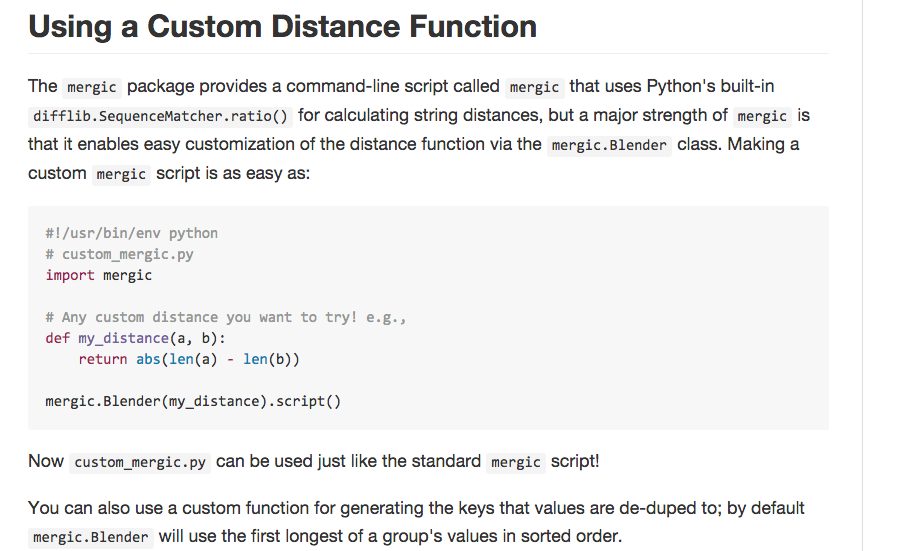 Using a Custom Distance Function
The mergic package provides a command-line script called mergic that uses Python's built-in
difflib.SequenceMatcher.ratio() for calculating string distances, but a major strength of mergic is
that it enables easy customization of the distance function via the mergic.Blender class. Making a
custom mergic script is as easy as:
#!/usr/bin/env python
# custom_mergic.py
import mergic
# Any custom distance you want to try! e.g.,
def my_distance(a, b):
    return abs(len(a) - len(b))
mergic.Blender(my_distance).script()
Now custom_mergic.py can be used just like the standard mergic script!
You can also use a custom function for generating the keys that values are de-duped to; by default
mergic.Blender will use the first longest of a group's values in sorted order.